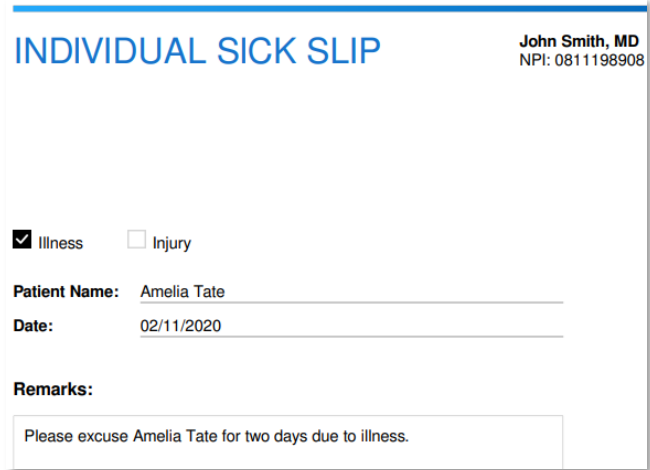 INDIVIDUAL SICK SLIP
John Smith, MD
NPI: 0811198908
Illness Injury
Patient Name: Amelia Tate
Date: 02/11/2020
Remarks:
Please excuse Amelia Tate for two days due to illness.